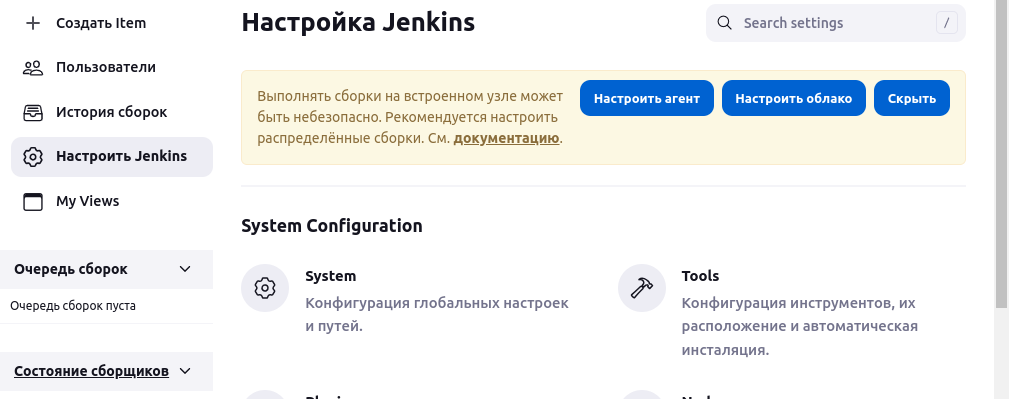 Создать Item
Пользователи
История сборок
Настроить Jenkins
My Views
Очередь сборок
Очередь сборок пуста
Состояние сборщиков
Настройка Jenkins
Search settings
/
Выполнять сборки на встроенном узле может
быть небезопасно. Рекомендуется настроить
распределённые сборки. См. документацию.
Настроить агент
Настроить облако
Скрыть
System Configuration
System
Конфигурация глобальных настроек
и путей.
Tools
Конфигурация инструментов, их
расположение и автоматическая
инсталяция.